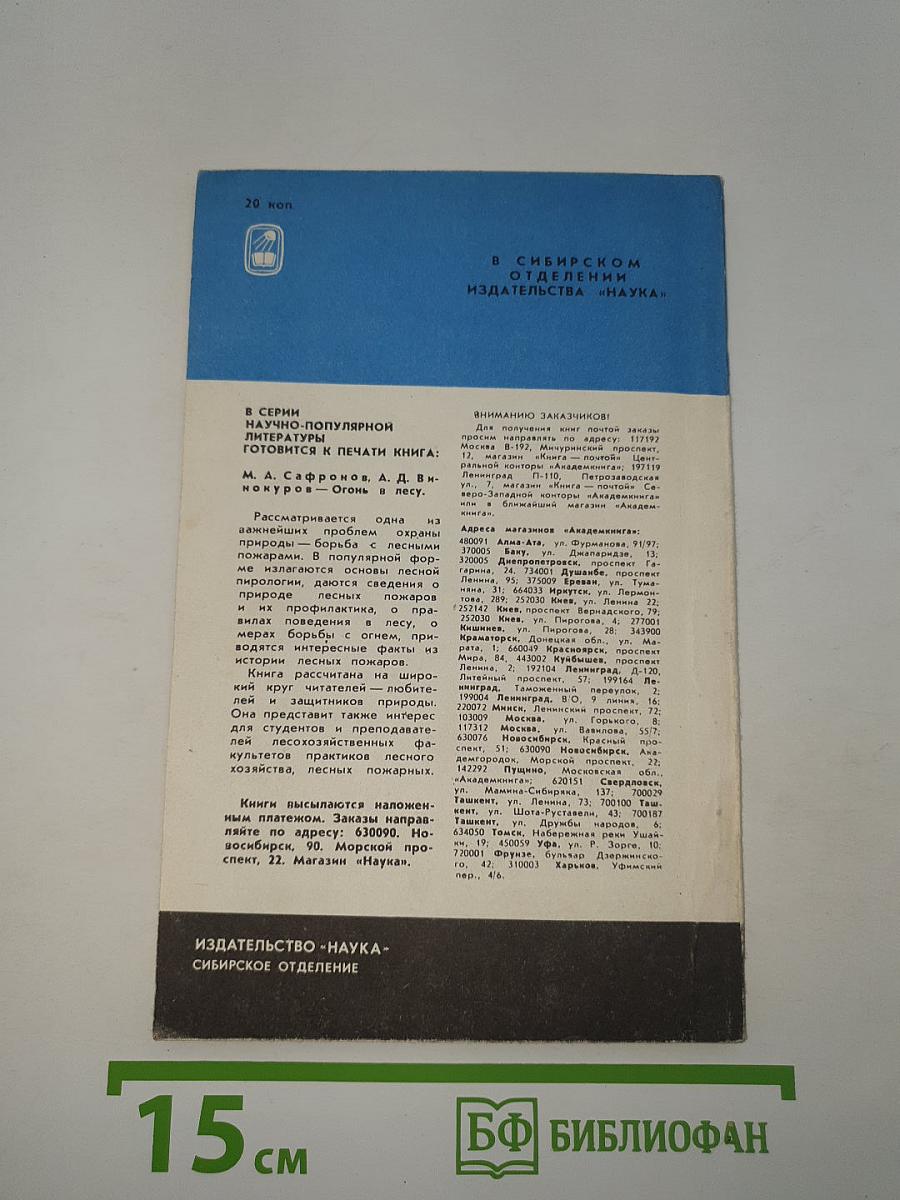 20 коп.
В СИБИРСКОМ
ОТДЕЛЕНИИ
ИЗДАТЕЛЬСТВА «НАУКА»
В СЕРИИ
НАУЧНО-ПОПУЛЯРНОЙ
ЛИТЕРАТУРЫ
ГОТОВИТСЯ К ПЕЧАТИ КНИГА:
М. А. Сафронов, А. Д. Ви-
нокуров — Огонь в лесу.
Рассматривается одна из
важнейших проблем охраны
природы — борьба с лесными
пожарами. В популярной фор-
ме излагаются основы лесной
пирологии, даются сведения о
природе лесных пожаров
и их профилактика, о пра-
вилах поведения в лесу, о
мерах борьбы с огнем, при-
водятся интересные факты из
истории лесных пожаров.
Книга рассчитана на широ-
кий круг читателей — любите-
лей и защитников природы.
Она представит также интерес
для студентов и преподавате-
лей лесохозяйственных фа-
культетов практиков лесного
хозяйства, лесных пожарных.
Книги высылаются наложен-
ным платежом. Заказы направ-
ляйте по адресу: 630090. Но-
восибирск, 90. Морской про-
спект, 22. Магазин «Наука».
ВНИМАНИЮ ЗАКАЗЧИКОВ!
Для получения книг почтой заказы
просим направлять по адресу: 117192
Москва В-192, Мичуринский проспект,
12, магазин «Книга — почтой» Цент-
ральной конторы «Академкнига»; 197119
Ленинград П-110, Петрозаводская
ул., 7, магазин «Книга — почтой» Се-
веро-Западной конторы «Академкнига»
или в ближайший магазин «Академ-
книга».
Адреса магазинов «Академкнига»:
480091 Алма-Ата, ул. Фурманова, 91/97;
370005 Баку, ул. Джапаридзе, 13;
320005 Днепропетровск, проспект Га-
гарина, 24. 734001 Душанбе, проспект
Ленина, 95; 375009 Ереван, ул. Тума-
няна, 31; 664033 Иркутск, ул. Лермон-
това, 289; 252030 Киев, ул. Ленина 22;
252142 Киев, проспект Вернадского, 79;
252030 Киев, ул. Пирогова, 4; 277001
Кишинев, ул. Пирогова, 28; 343900
Краматорск, Донецкая обл., ул. Ма-
рата, 1; 660049 Красноярск, проспект
Мира, 84, 443002 Куйбышев, проспект
Ленина, 2; 192104 Ленинград, Д-120,
Литейный проспект, 57; 199164 Ле-
нинград, Таможенный переулок, 2;
199004 Ленинград, В/О, 9 линия, 16;
220072 Минск, Ленинский проспект, 72;
103009 Москва, ул. Горького, 8;
117312 Москва, ул. Вавилова, 55/7;
630076 Новосибирск, Красный про-
спект, 51; 630090 Новосибирск, Ака-
демгородок, Морской проспект, 22;
142292 Пущино, Московская обл.,
«Академкнига»; 620151 Свердловск,
ул. Мамина-Сибиряка, 137; 700029
Ташкент, ул. Ленина, 73; 700100 Таш-
кент, ул. Шота-Руставели, 43; 700187
Ташкент, ул. Дружбы народов, 6;
634050 Томск, Набережная реки Ушай-
ки, 19; 450059 Уфа, ул. Р. Зорге, 10;
720001 Фрунзе, бульвар Дзержинско-
го, 42; 310003 Харьков, Уфимский
пер., 4/6.
ИЗДАТЕЛЬСТВО «НАУКА»
СИБИРСКОЕ ОТДЕЛЕНИЕ
15 см
БФ БИБЛИОФАН